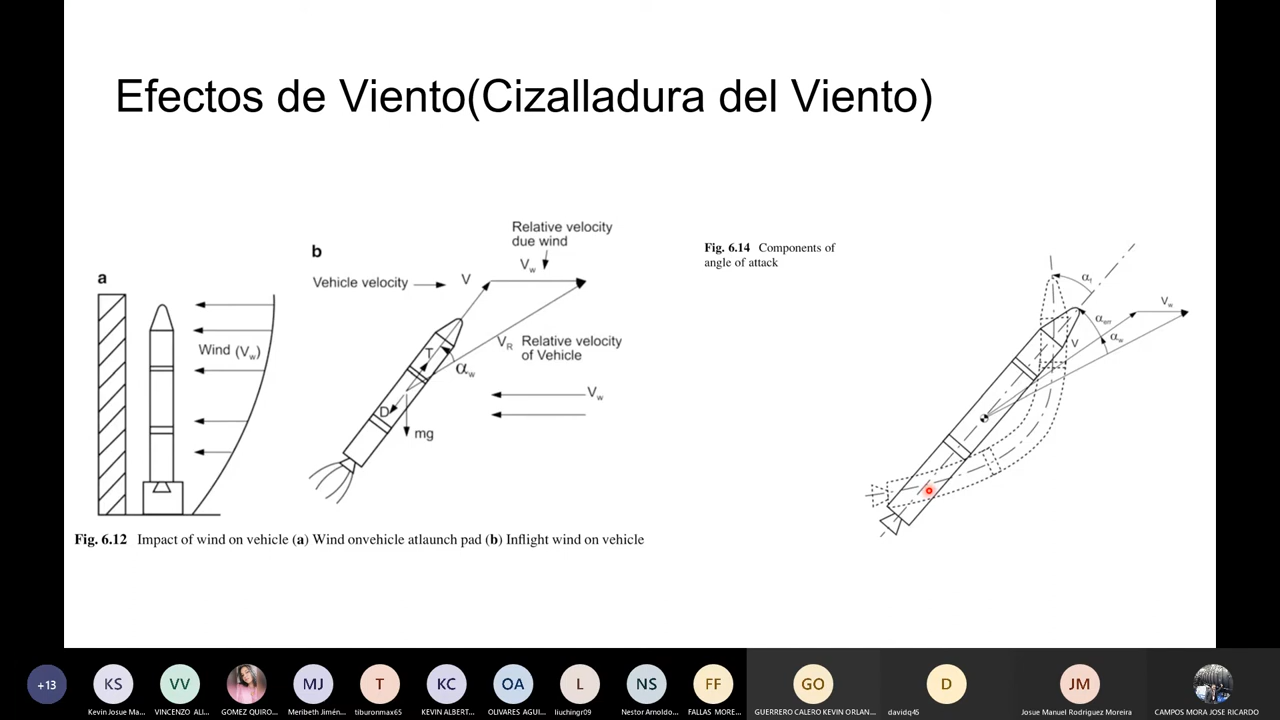 Efectos de Viento(Cizalladura del Viento)
a
Wind (Vw)
b
Relative velocity
due wind
Vw
Vehicle velocity
V
VR Relative velocity
of Vehicle
T
αw
Vw
D
mg
Fig. 6.12 Impact of wind on vehicle (a) Wind onvehicle atlaunch pad (b) Inflight wind on vehicle
Fig. 6.14 Components of
angle of attack
Vw
αerr
αw
V
+13
KS
VV
MJ
T
KC
OA
L
NS
FF
GO
D
JM
Kevin Josue Ma...
VINCENZO ALI...
GOMEZ QUIRO...
Meribeth Jimén...
tiburonmax65
KEVIN ALBERT...
OLIVARES AGUI...
liuchingr09
Nestor Arnoldo...
FALLAS MORE...
GUERRERO CALERO KEVIN ORLAN...
davidq45
Josue Manuel Rodriguez Moreira
CAMPOS MORA JOSE RICARDO